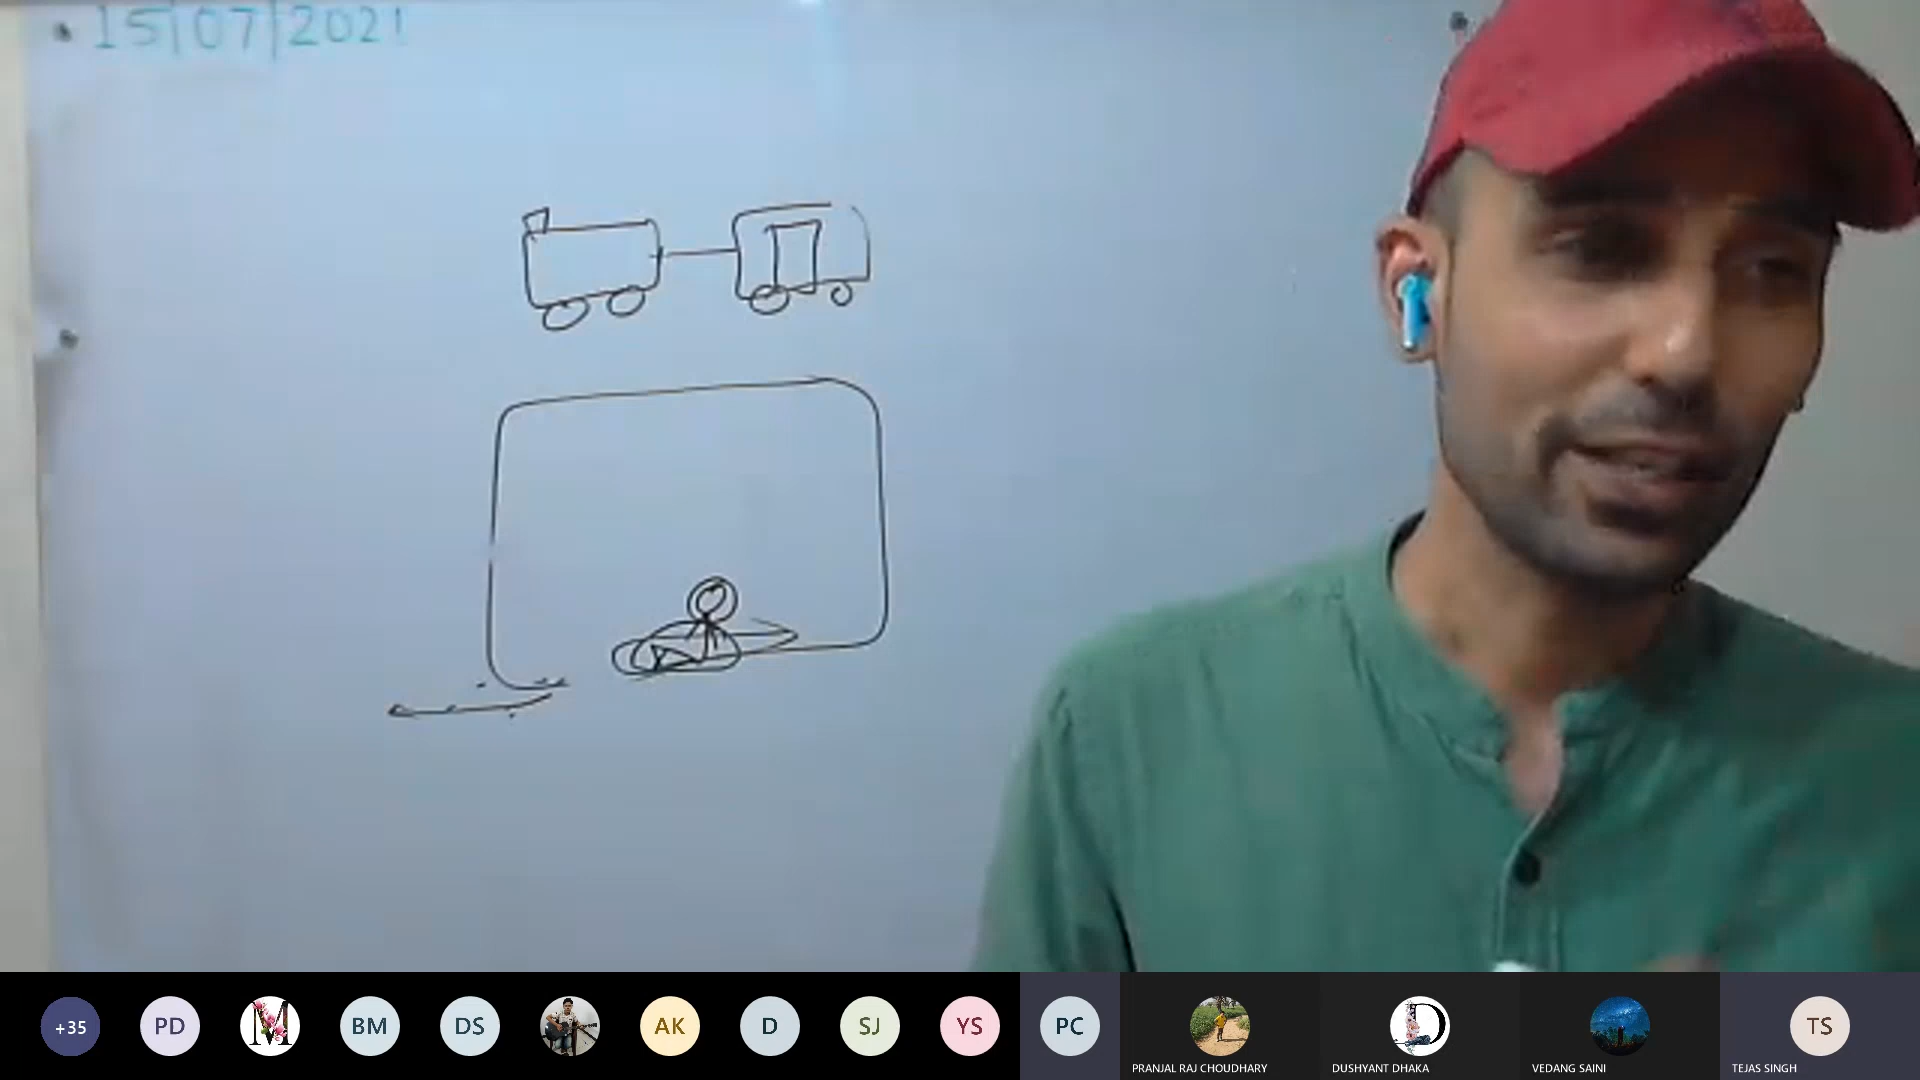 15/07/2021
+35
PD
M
BM
DS
AK
D
SJ
YS
PC
D
TS
PRANJAL RAJ CHOUDHARY
DUSHYANT DHAKA
VEDANG SAINI
TEJAS SINGH